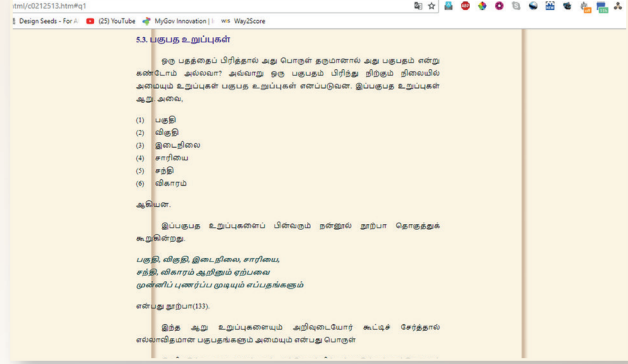 :tml/c0212513.htm#q1
Design Seeds - For A
(25) YouTube
MyGov Innovation |
Way2Score
5.3. பகுபத உறுப்புகள்
ஒரு பதத்தைப் பிரித்தால் அது பொருள் தருமானால் அது பகுபதம் என்று
கண்டோம் அல்லவா? அவ்வாறு ஒரு பகுபதம் பிரிந்து நிற்கும் நிலையில்
அமையும் உறுப்புகள் பகுபத உறுப்புகள் எனப்படுவன. இப்பகுபத உறுப்புகள்
ஆறு அவை,
(1) பகுதி
(2) விகுதி
(3) இடைநிலை
(4) சாரியை
(5) சந்தி
(6) விகாரம்
ஆகியன.
இப்பகுபத உறுப்புகளைப் பின்வரும் நன்னூல் நூற்பா தொகுத்துக்
கூறுகின்றது.
பகுதி, விகுதி, இடைநிலை, சாரியை,
சந்தி, விகாரம் ஆறினும் ஏற்பவை
முன்னிப் புணர்ப்ப முடியும் எப்பதங்களும்
என்பது நூற்பா(133).
இந்த ஆறு உறுப்புகளையும் அறிவுடையோர் கூட்டிச் சேர்த்தால்
எல்லாவிதமான பகுபதங்களும் அமையும் என்பது பொருள்